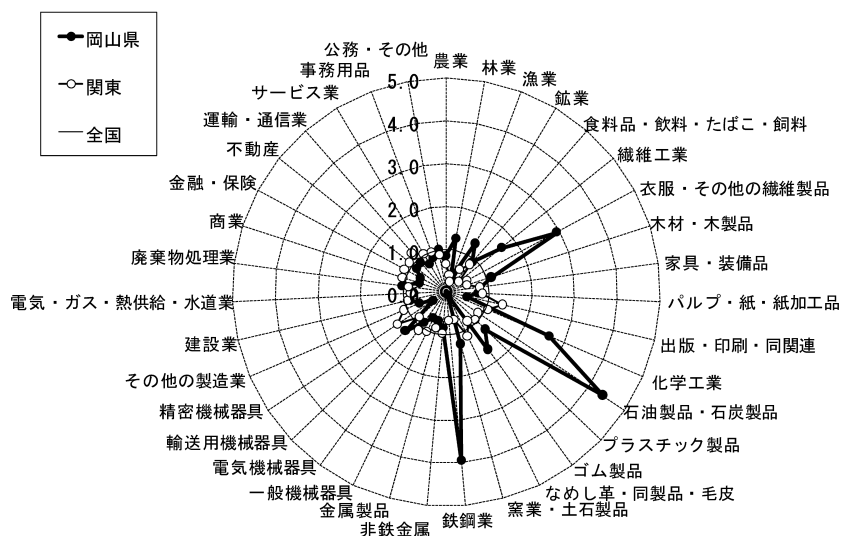 岡山県
関東
全国
5.0
4.0
3.0
2.0
1.0
0.0
農業
林業
漁業
鉱業
食料品・飲料・たばこ・飼料
繊維工業
衣服・その他の繊維製品
木材・木製品
家具・装備品
パルプ・紙・紙加工品
出版・印刷・同関連
化学工業
石油製品・石炭製品
プラスチック製品
ゴム製品
なめし革・同製品・毛皮
窯業・土石製品
鉄鋼業
非鉄金属
金属製品
一般機械器具
電気機械器具
輸送用機械器具
精密機械器具
その他の製造業
建設業
電気・ガス・熱供給・水道業
廃棄物処理業
商業
金融・保険
不動産
運輸・通信業
サービス業
事務用品
公務・その他